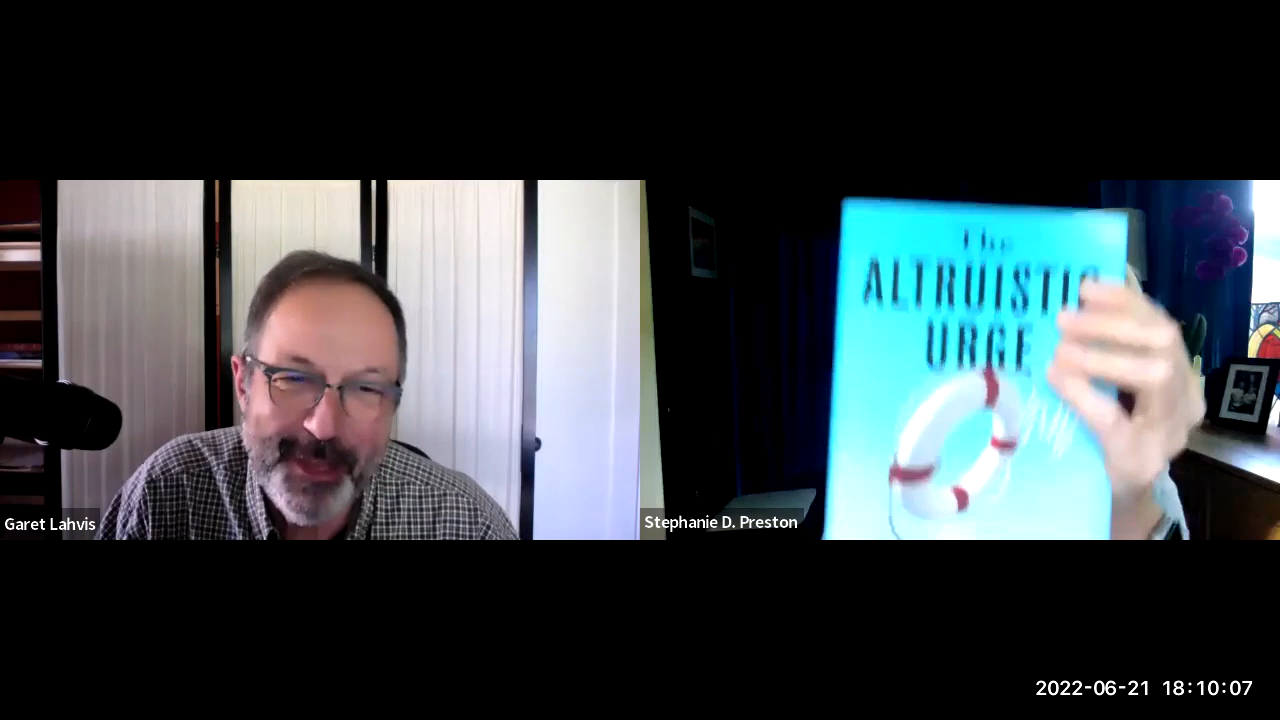 The
ALTRUISTIC
URGE
Garet Lahvis
Stephanie D. Preston
2022-06-21 18:10:07